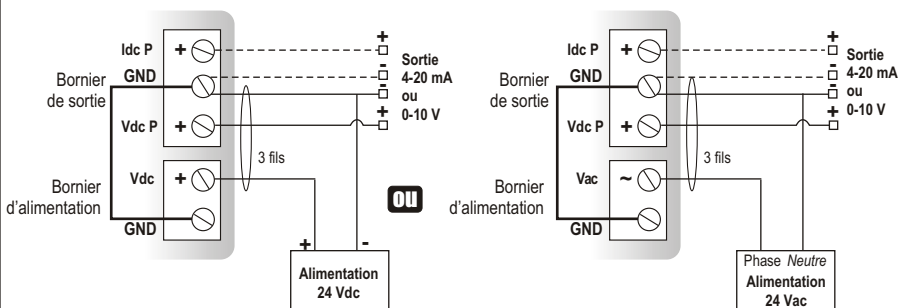 Idc P
+
GND
Bornier
de sortie
Vdc P
+
Vdc
+
Bornier
d'alimentation
GND
3 fils
+
-
-
+
Sortie
4-20 mA
ou
0-10 V
+
-
Alimentation
24 Vdc
ou
Idc P
+
GND
Bornier
de sortie
Vdc P
+
Vac
~
Bornier
d'alimentation
GND
3 fils
+
-
-
+
Sortie
4-20 mA
ou
0-10 V
Phase Neutre
Alimentation
24 Vac